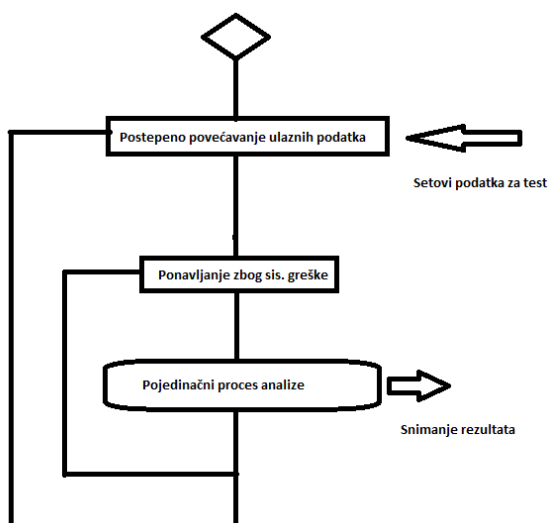 Postepeno povećavanje ulaznih podatka
Setovi podatka za test
Ponavljanje zbog sis. greške
Pojedinačni proces analize
Snimanje rezultata